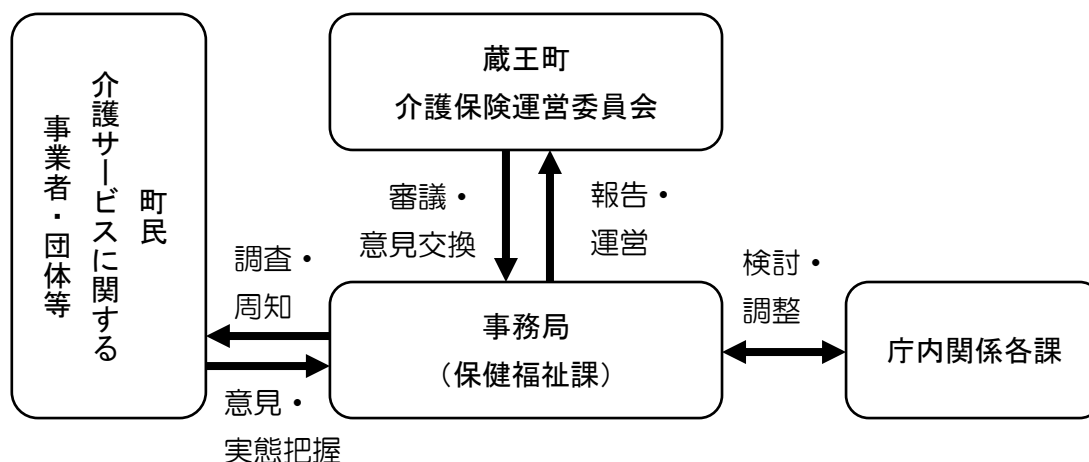 町民
介護サービスに関する
事業者・団体等
蔵王町
介護保険運営委員会
審議・
意見交換
報告・
運営
調査・
周知
意見・
実態把握
事務局
（保健福祉課）
検討・
調整
庁内関係各課